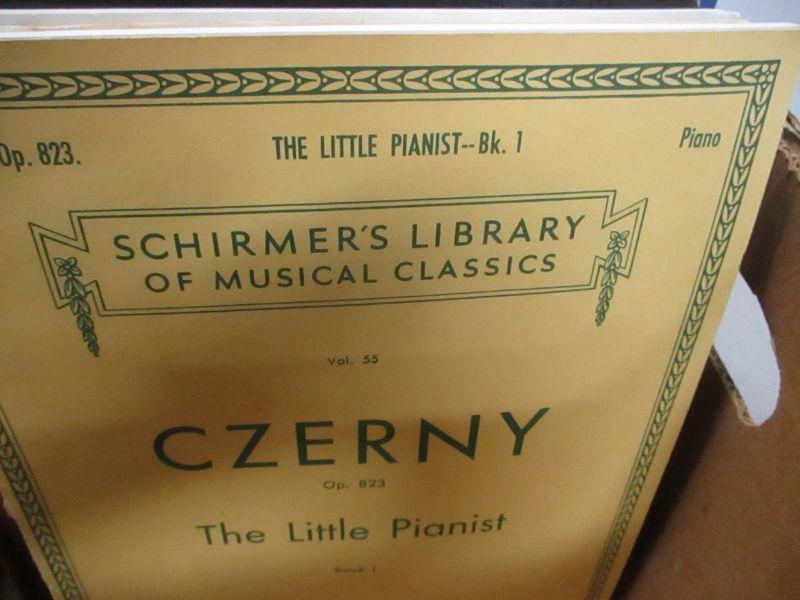 Op. 823.
THE LITTLE PIANIST--Bk. 1
Piano
SCHIRMER'S LIBRARY
OF MUSICAL CLASSICS
Vol. 55
CZERNY
Op. 823
The Little Pianist
Book I